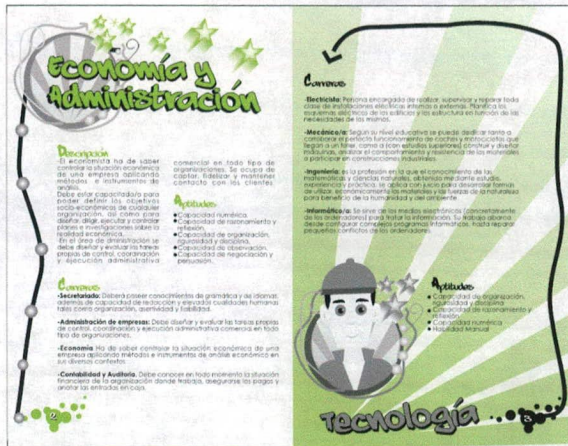 Economía y
Administración
Descripción
-El economista ha de saber
controlar la situación económica
de una empresa aplicando
métodos e instrumentos de
análisis.
Debe estar capacitado/a para
poder definir los objetivos
socio-económicos de cualquier
organización, así como para
diseñar, dirigir, ejecutar y controlar
planes e investigaciones sobre la
realidad económica.
-En el área de administración se
debe diseñar y evaluar las tareas
propias de control, coordinación
y ejecución administrativa
comercial en todo tipo de
organizaciones. Se ocupa de
captar, fidelizar y mantener
contacto con los clientes.
Aptitudes
Capacidad numérica.
Capacidad de razonamiento y
reflexión.
Capacidad de organización,
rigurosidad y disciplina.
Capacidad de observación.
Capacidad de negociación y
persuasión.
Carreras
-Secretariado: Deberá poseer conocimientos de gramática y de idiomas,
además de capacidad de redacción y elevadas cualidades humanas
tales como organización, asertividad y fiabilidad.
-Administración de empresas: Debe diseñar y evaluar las tareas propias
de control, coordinación y ejecución administrativa comercial en todo
tipo de organizaciones.
-Economía Ha de saber controlar la situación económica de una
empresa aplicando métodos e instrumentos de análisis económico en
sus diversos contextos.
-Contabilidad y Auditoria. Debe conocer en todo momento la situación
financiera de la organización donde trabaja, asegurarse los pagos y
anotar las entradas en caja.
2
Carreras
-Electricista: Persona encargada de realizar, supervisar y reparar toda
clase de instalaciones eléctricas internas o externas. Planifica los
esquemas eléctricos de los edificios y las estructura en función de las
necesidades de los mismos.
-Mecánico/a: Según su nivel educativo se puede dedicar tanto a
comprobar el perfecto funcionamiento de coches y motocicletas que
llegan a un taller, como a (con estudios superiores) construir y diseñar
máquinas, analizar el comportamiento y resistencia de los materiales
o participar en construcciones industriales.
-Ingeniería: es la profesión en la que el conocimiento de las
matemáticas y ciencias naturales, obtenido mediante estudio,
experiencia y práctica, se aplica con juicio para desarrollar formas
de utilizar, económicamente los materiales y las fuerzas de la naturaleza
para beneficio de la humanidad y del ambiente.
-Informático/a: Se sirve de los medios electrónicos (concretamente
de los ordenadores) para tratar la información. Su trabajo abarca
desde configurar complejos programas informáticos, hasta reparar
pequeños conflictos de los ordenadores.
Aptitudes
Capacidad de organización,
rigurosidad y disciplina
Capacidad de razonamiento y
reflexión
Capacidad numérica
Habilidad Manual
Tecnología
3